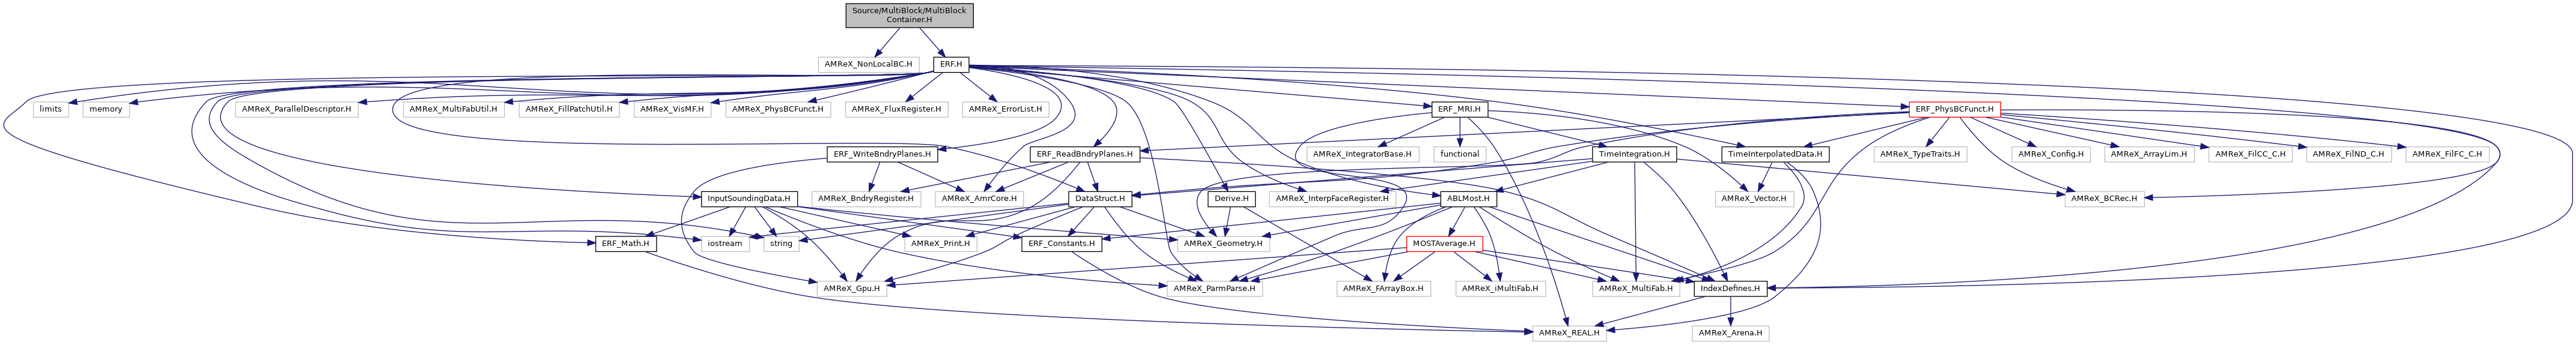 Source/MultiBlock/MultiBlock
Container.H
AMReX_NonLocalBC.H
ERF.H
limits
memory
AMReX_ParallelDescriptor.H
AMReX_MultiFabUtil.H
AMReX_FillPatchUtil.H
AMReX_VisMF.H
AMReX_PhysBCFunct.H
AMReX_FluxRegister.H
AMReX_ErrorList.H
ERF_MRI.H
ERF_PhysBCFunct.H
ERF_WriteBndryPlanes.H
ERF_ReadBndryPlanes.H
AMReX_IntegratorBase.H
functional
TimeIntegration.H
TimeInterpolatedData.H
AMReX_TypeTraits.H
AMReX_Config.H
AMReX_ArrayLim.H
AMReX_FilCC_C.H
AMReX_FilND_C.H
AMReX_FilFC_C.H
InputSoundingData.H
AMReX_BndryRegister.H
AMReX_AmrCore.H
DataStruct.H
Derive.H
AMReX_InterpFaceRegister.H
ABLMost.H
AMReX_Vector.H
AMReX_BCRec.H
ERF_Math.H
iostream
string
AMReX_Print.H
ERF_Constants.H
AMReX_Geometry.H
MOSTAverage.H
AMReX_Gpu.H
AMReX_ParmParse.H
AMReX_FArrayBox.H
AMReX_iMultiFab.H
AMReX_MultiFab.H
IndexDefines.H
AMReX_REAL.H
AMReX_Arena.H